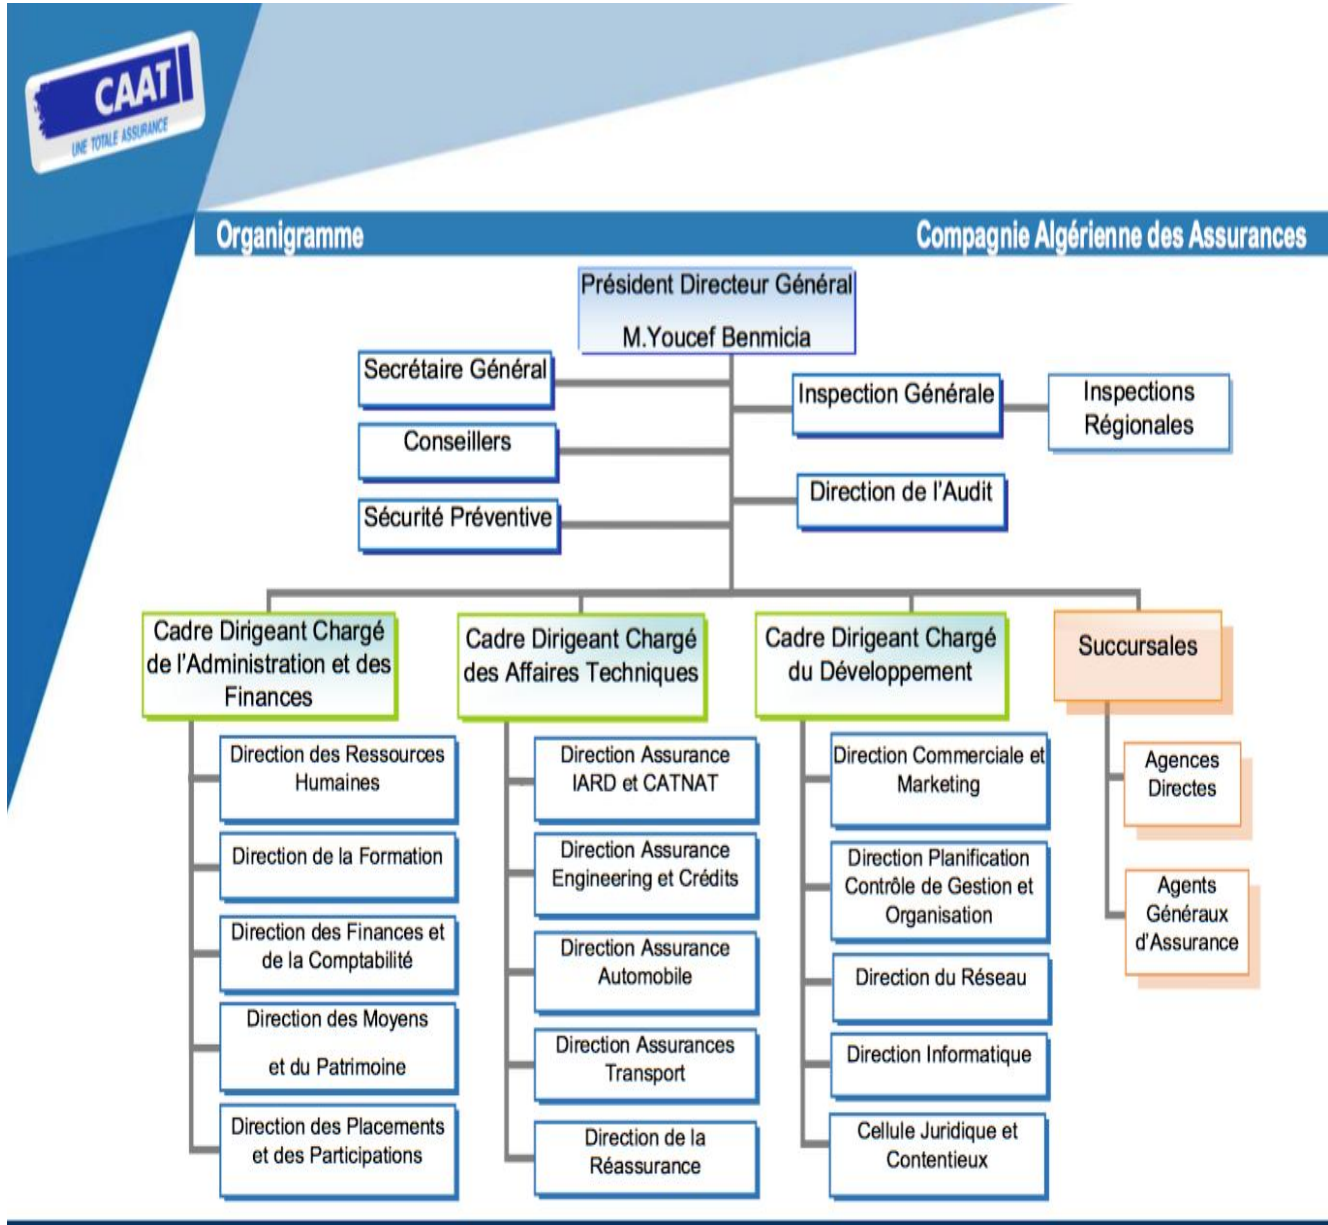 CAAT
UNE TOTALE ASSURANCE
Organigramme
Compagnie Algérienne des Assurances
Président Directeur Général
M.Youcef Benmicia
Secrétaire Général
Inspection Générale
Inspections
Régionales
Conseillers
Direction de l'Audit
Sécurité Préventive
Cadre Dirigeant Chargé
de l'Administration et des
Finances
Direction des Ressources
Humaines
Direction de la Formation
Direction des Finances et
de la Comptabilité
Direction des Moyens
et du Patrimoine
Direction des Placements
et des Participations
Cadre Dirigeant Chargé
des Affaires Techniques
Direction Assurance
IARD et CATNAT
Direction Assurance
Engineering et Crédits
Direction Assurance
Automobile
Direction Assurances
Transport
Direction de la
Réassurance
Cadre Dirigeant Chargé
du Développement
Direction Commerciale et
Marketing
Direction Planification
Contrôle de Gestion et
Organisation
Direction du Réseau
Direction Informatique
Cellule Juridique et
Contentieux
Succursales
Agences
Directes
Agents
Généraux
d'Assurance